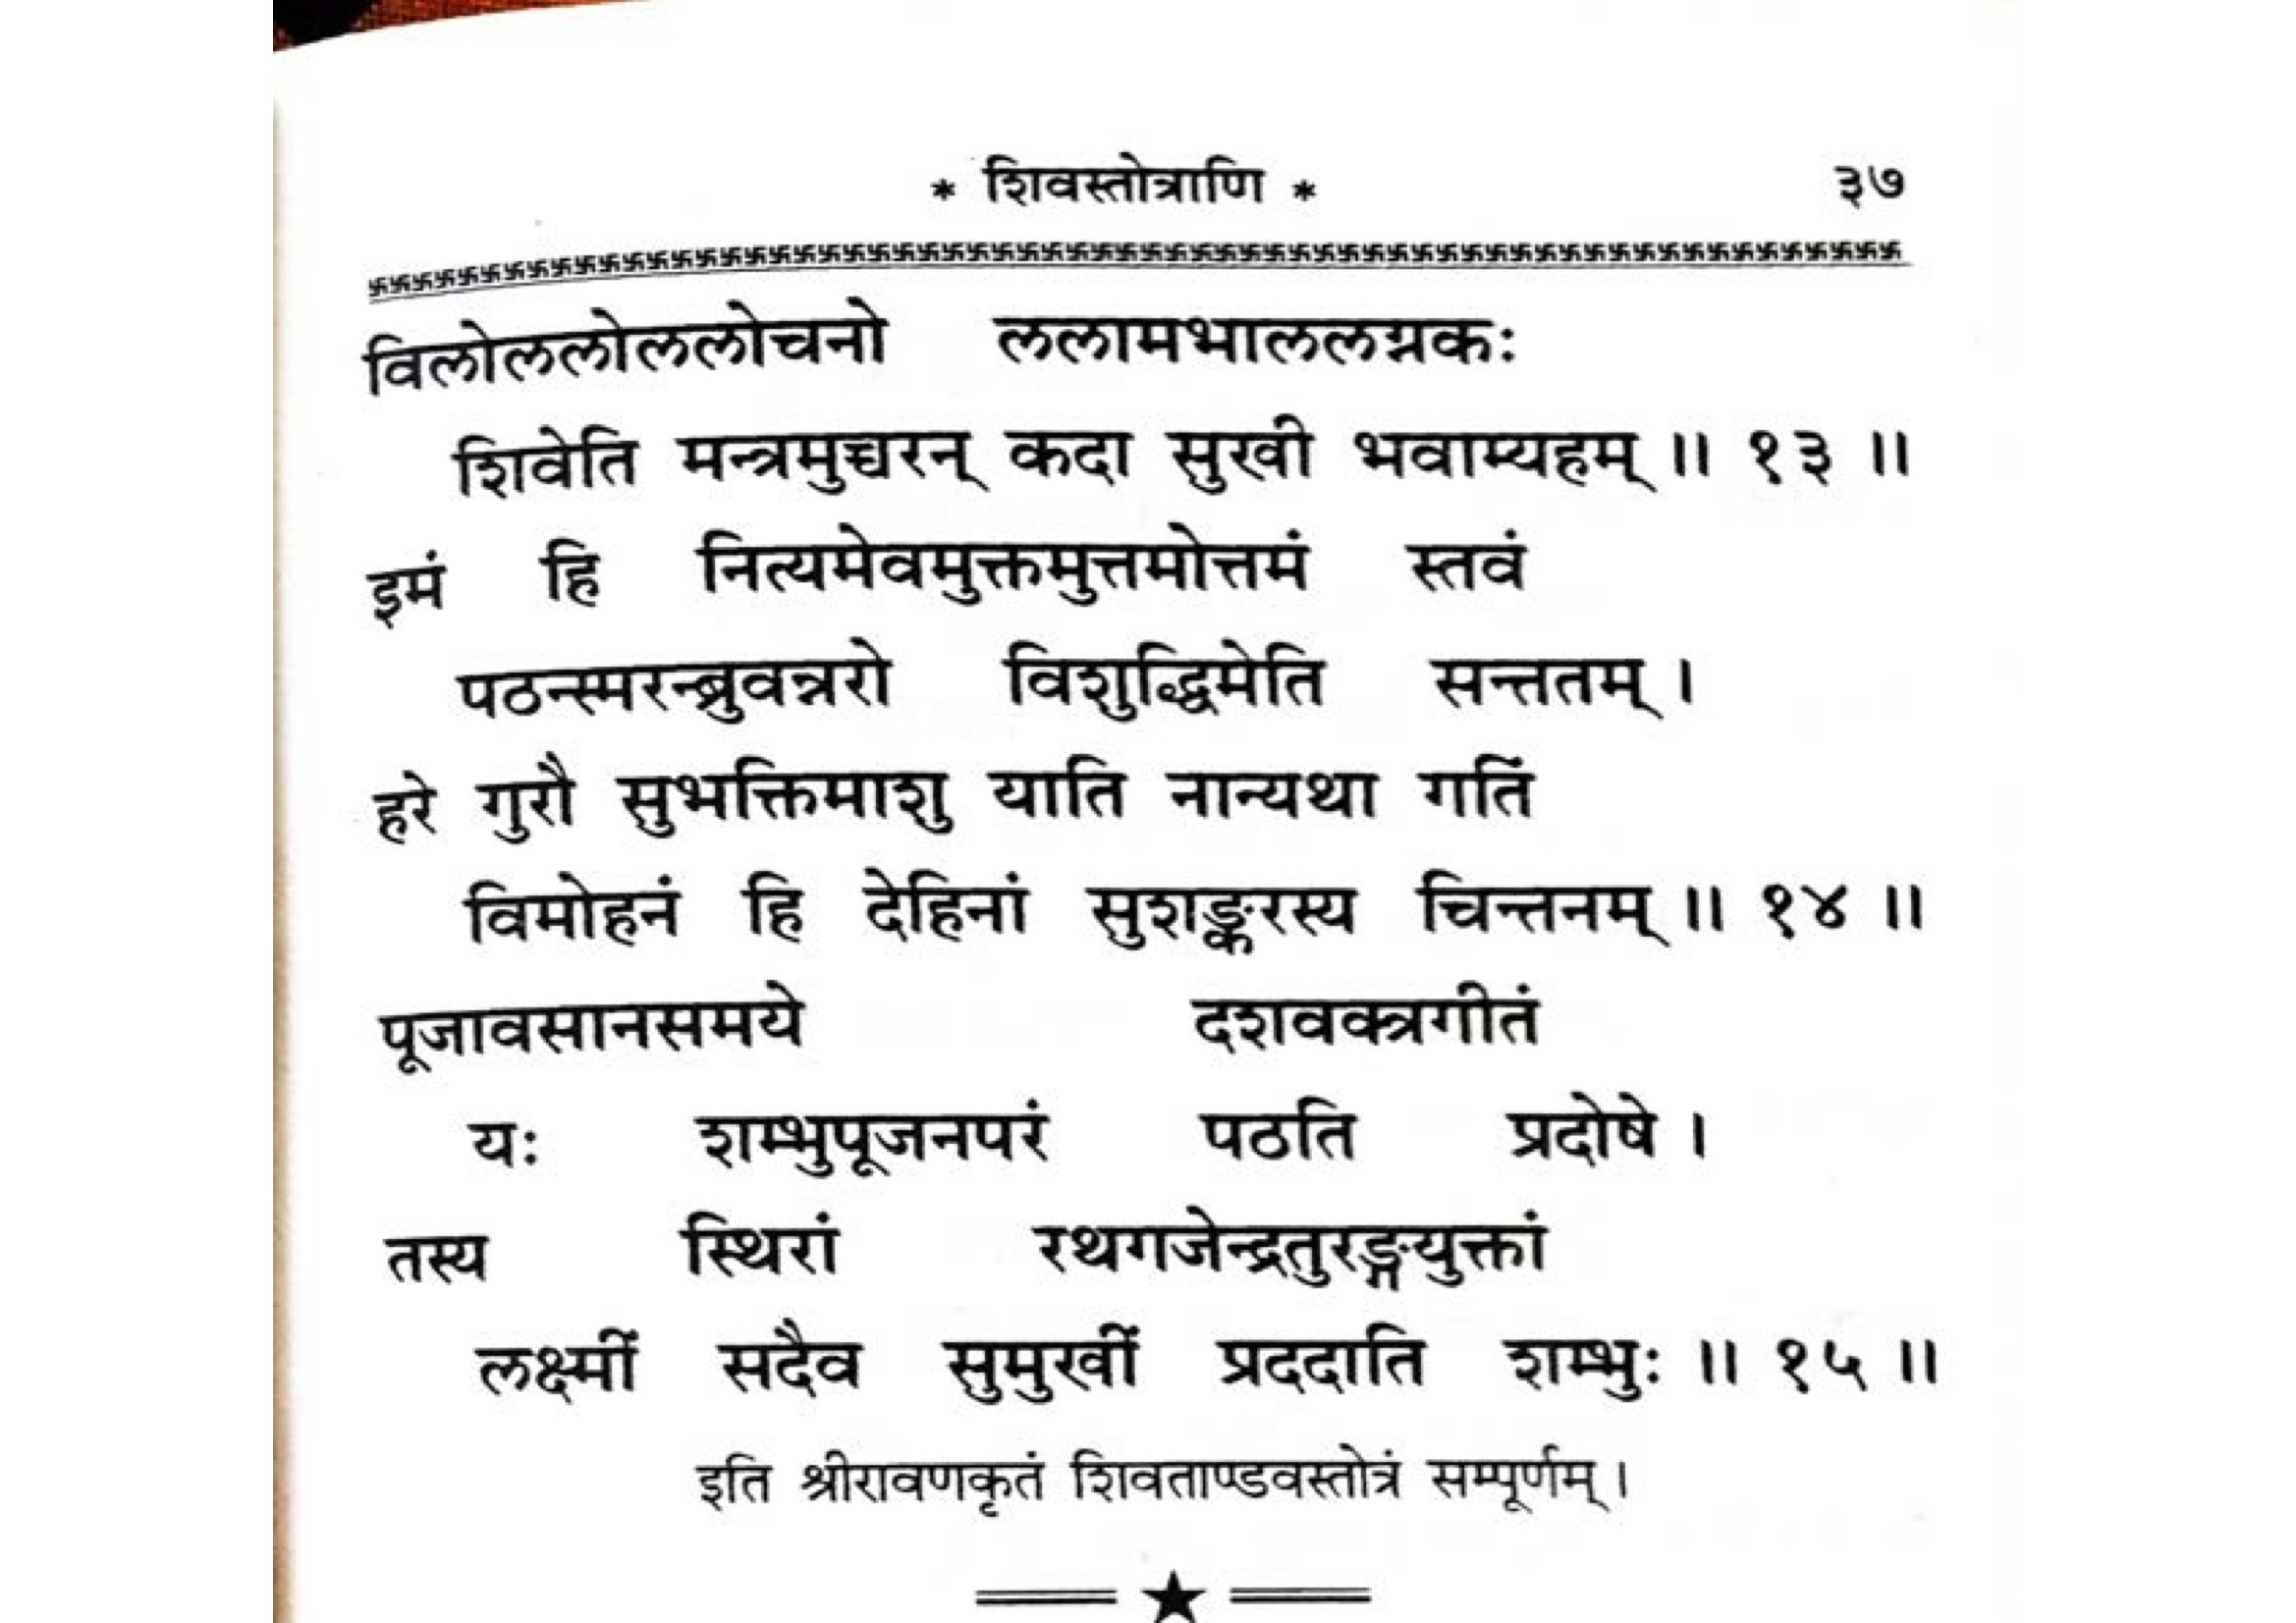 * शिवस्तोत्राणि * ३७
विलोललोललोचनो ललामभाललग्नकः
शिवेति मन्त्रमुच्चरन् कदा सुखी भवाम्यहम् ॥ १३ ॥
इमं हि नित्यमेवमुक्तमुत्तमोत्तमं स्तवं
पठन्स्मरन्ब्रुवन्नरो विशुद्धिमेति सन्ततम् ।
हरे गुरौ सुभक्तिमाशु याति नान्यथा गतिं
विमोहनं हि देहिनां सुशङ्करस्य चिन्तनम् ॥ १४ ॥
पूजावसानसमये दशवक्त्रगीतं
यः शम्भुपूजनपरं पठति प्रदोषे ।
तस्य स्थिरां रथगजेन्द्रतुरङ्गयुक्तां
लक्ष्मीं सदैव सुमुखीं प्रददाति शम्भुः ॥ १५ ॥
इति श्रीरावणकृतं शिवताण्डवस्तोत्रं सम्पूर्णम् ।